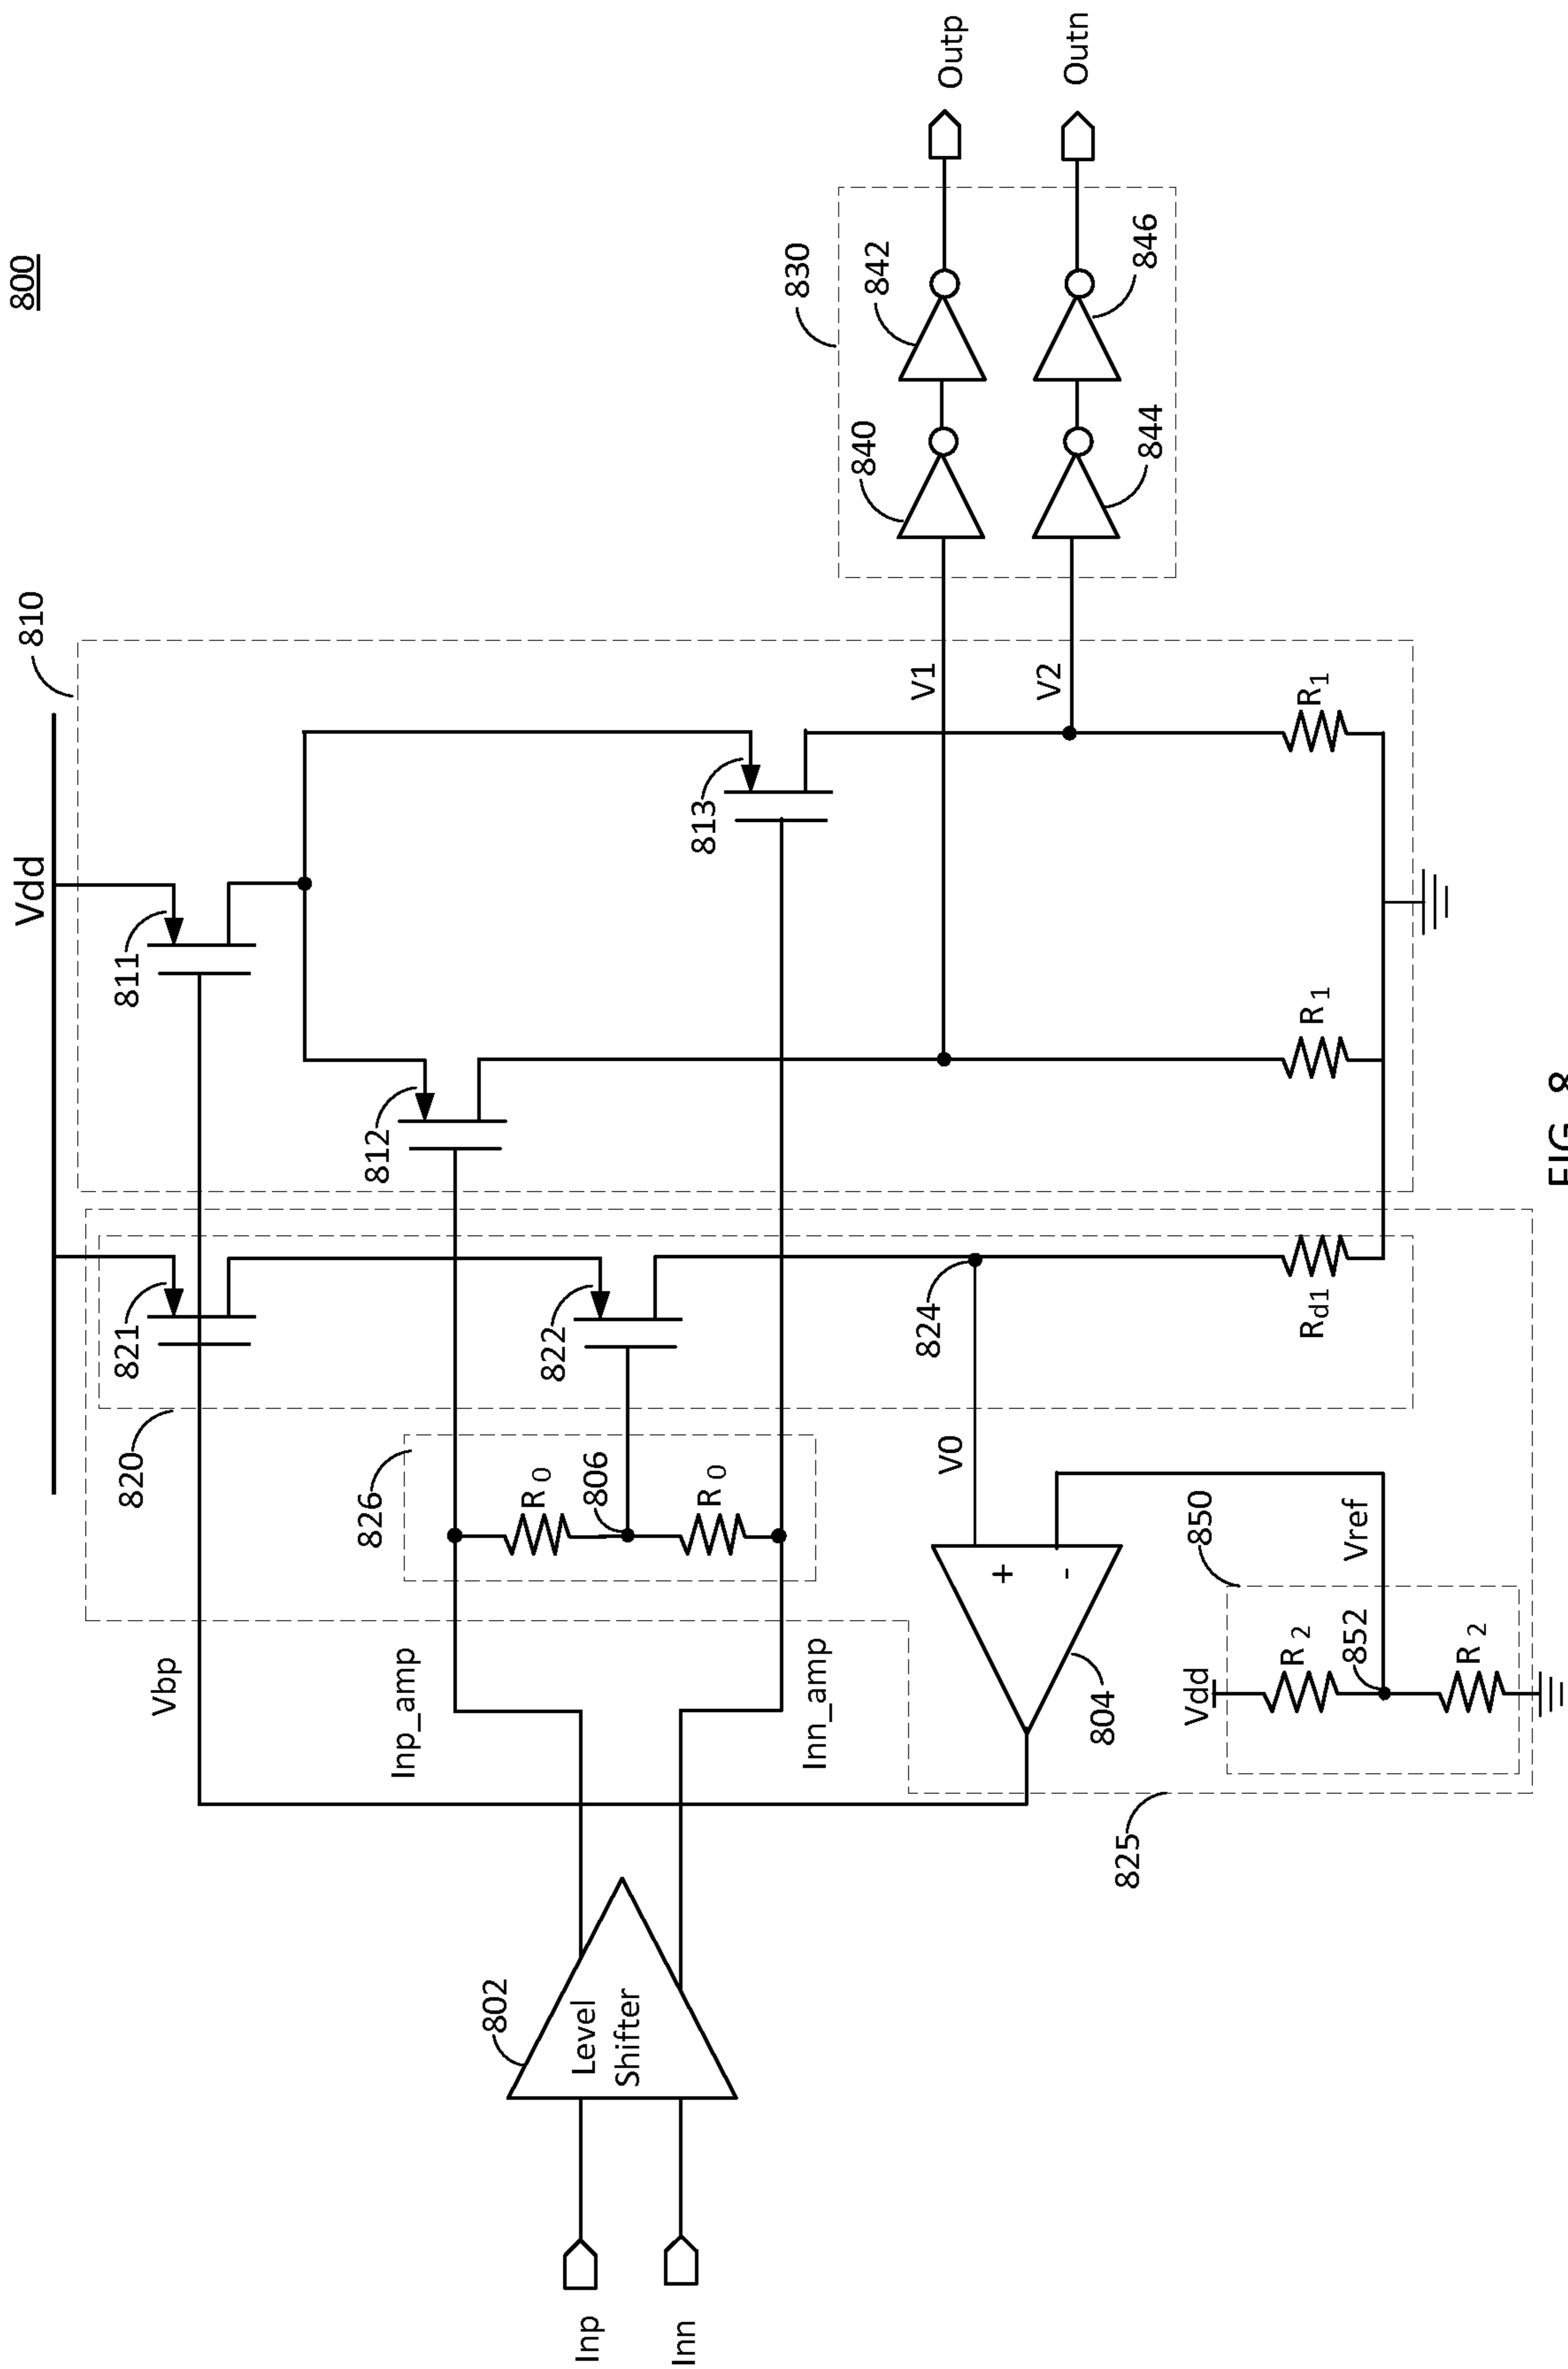 800
Vdd
810
811
821
820
Vbp
812
826
Inp_amp
R0
822
806
R0
813
Inn_amp
802
Level
Shifter
Inp
Inn
830
842
840
Outp
V1
824
V0
+
-
804
V2
844
846
Outn
825
Vdd
R2
850
852
Vref
R2
Rd1
R1
R1
FIG. 8